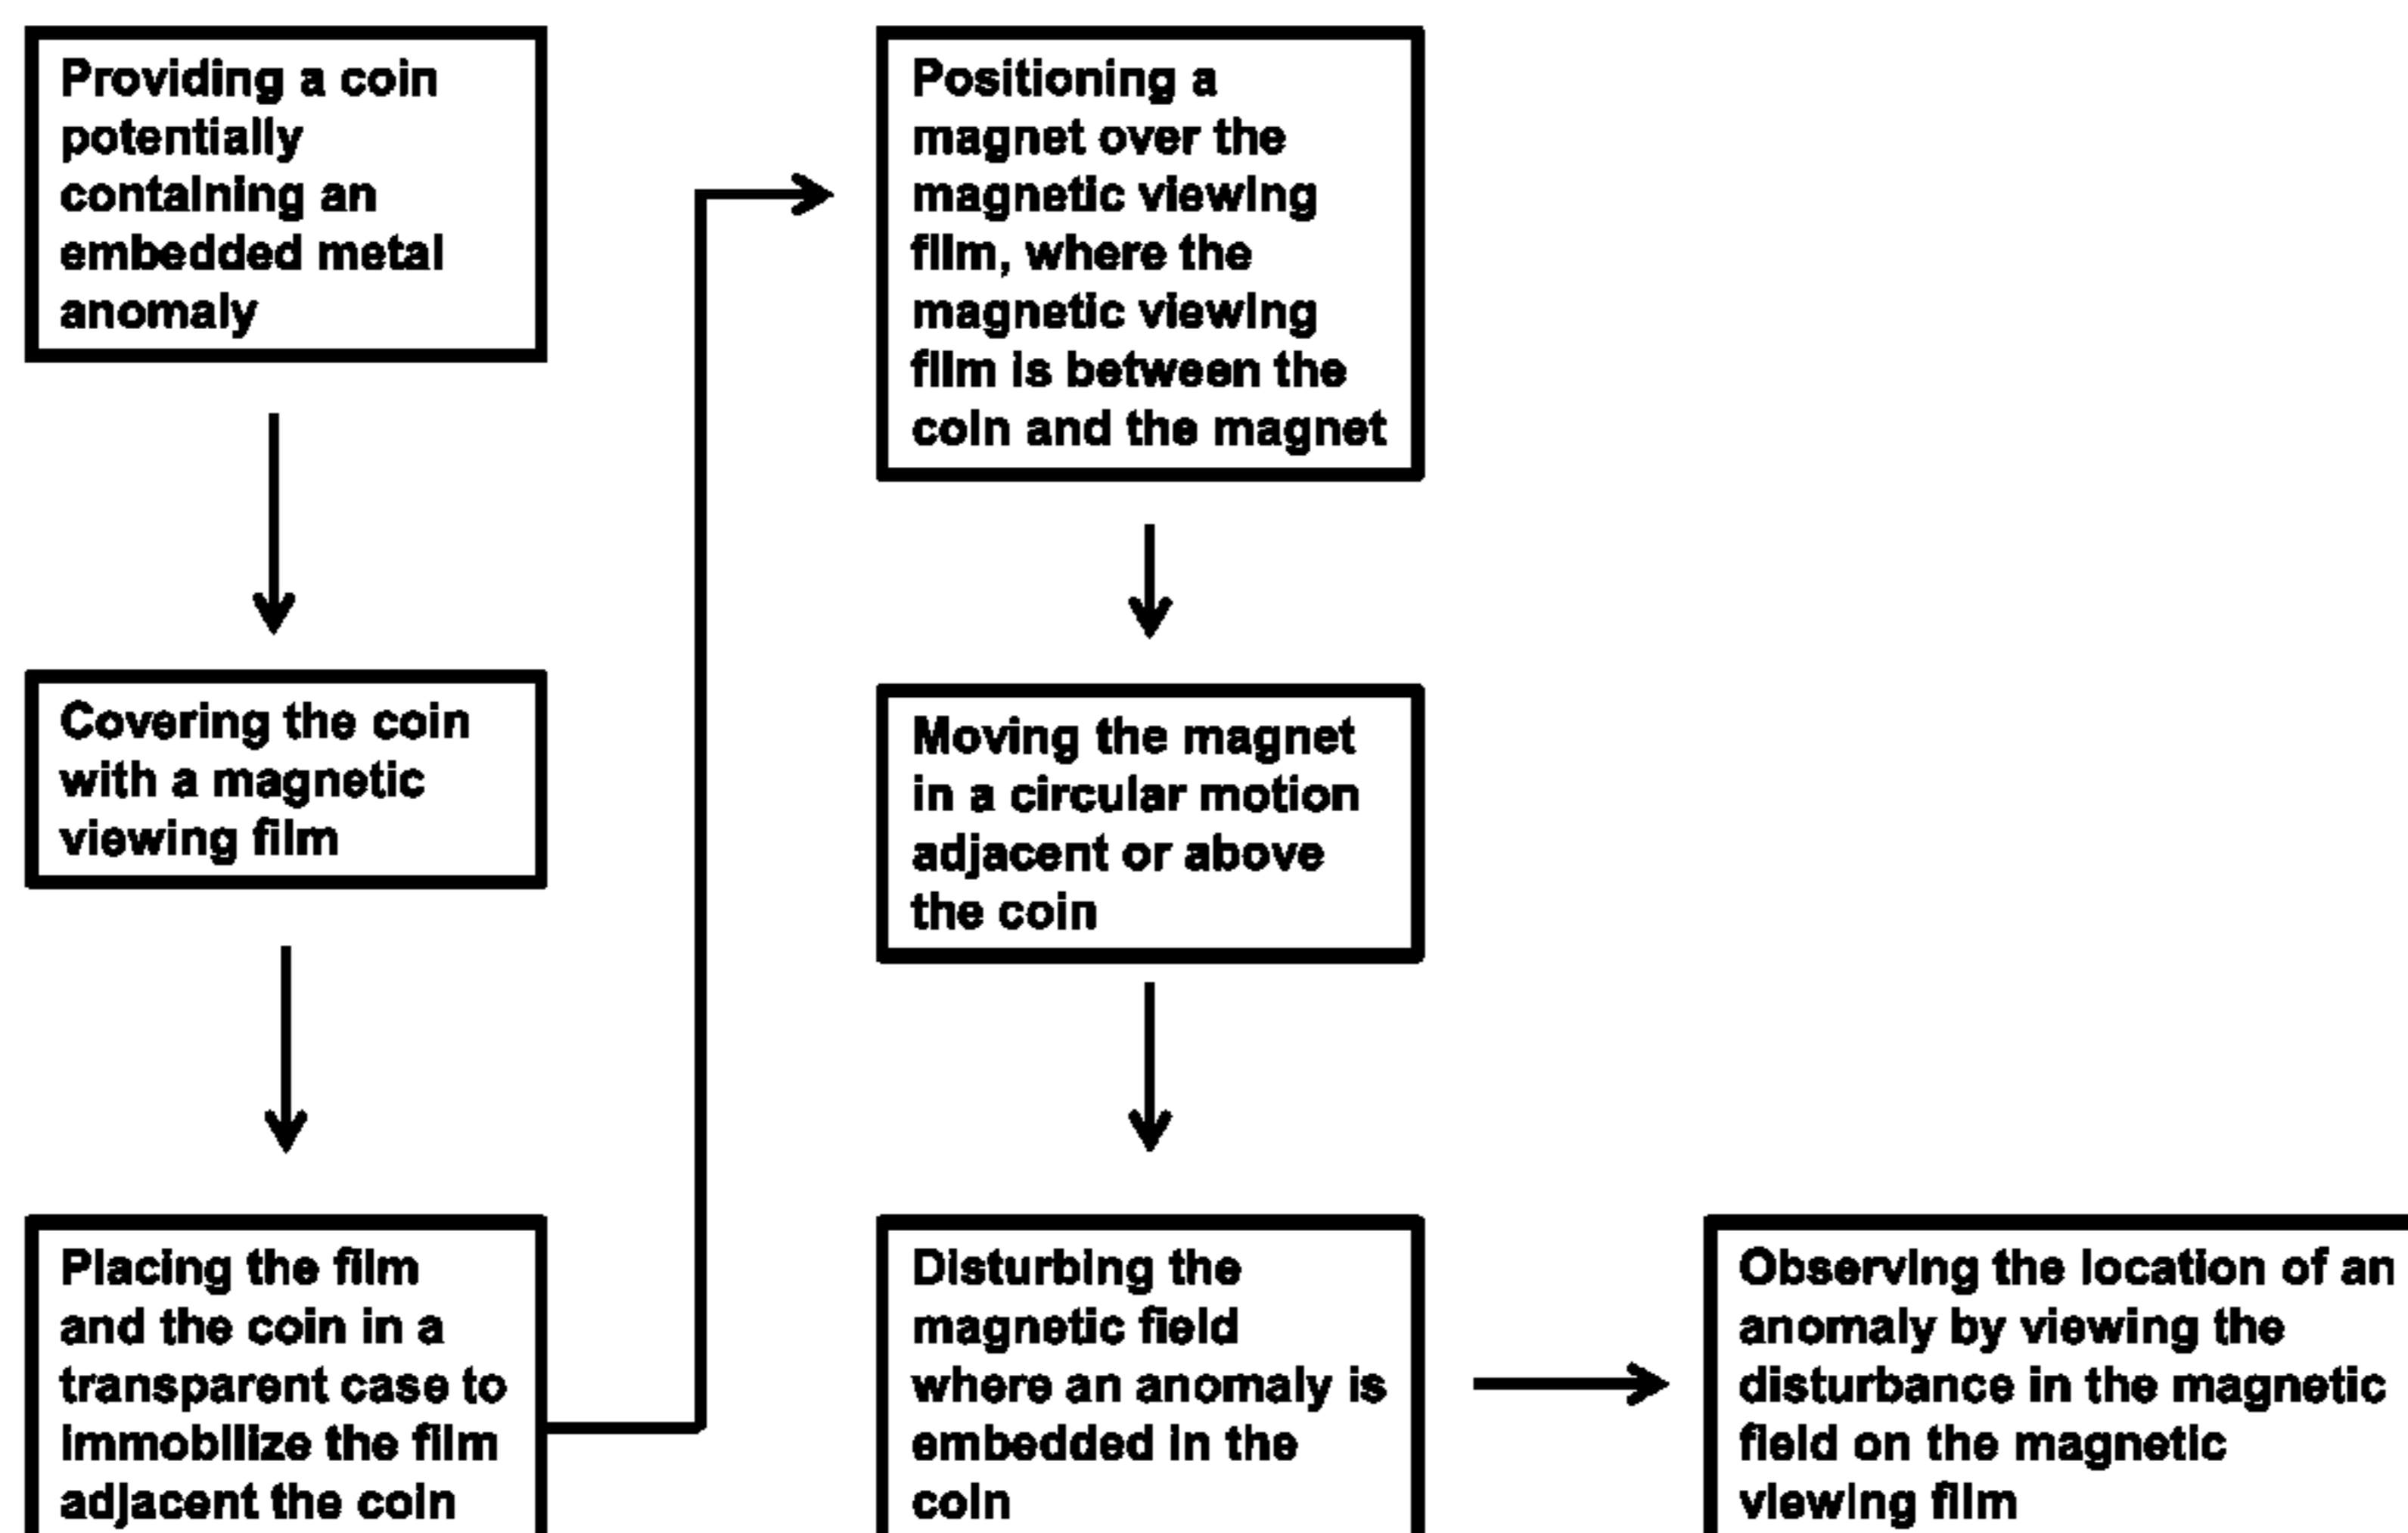 Providing a coin
potentially
containing an
embedded metal
anomaly
Covering the coin
with a magnetic
viewing film
Placing the film
and the coin in a
transparent case to
immobilize the film
adjacent the coin
Positioning a
magnet over the
magnetic viewing
film, where the
magnetic viewing
film is between the
coin and the magnet
Moving the magnet
in a circular motion
adjacent or above
the coin
Disturbing the
magnetic field
where an anomaly is
embedded in the
coin
Observing the location of an
anomaly by viewing the
disturbance in the magnetic
field on the magnetic
viewing film